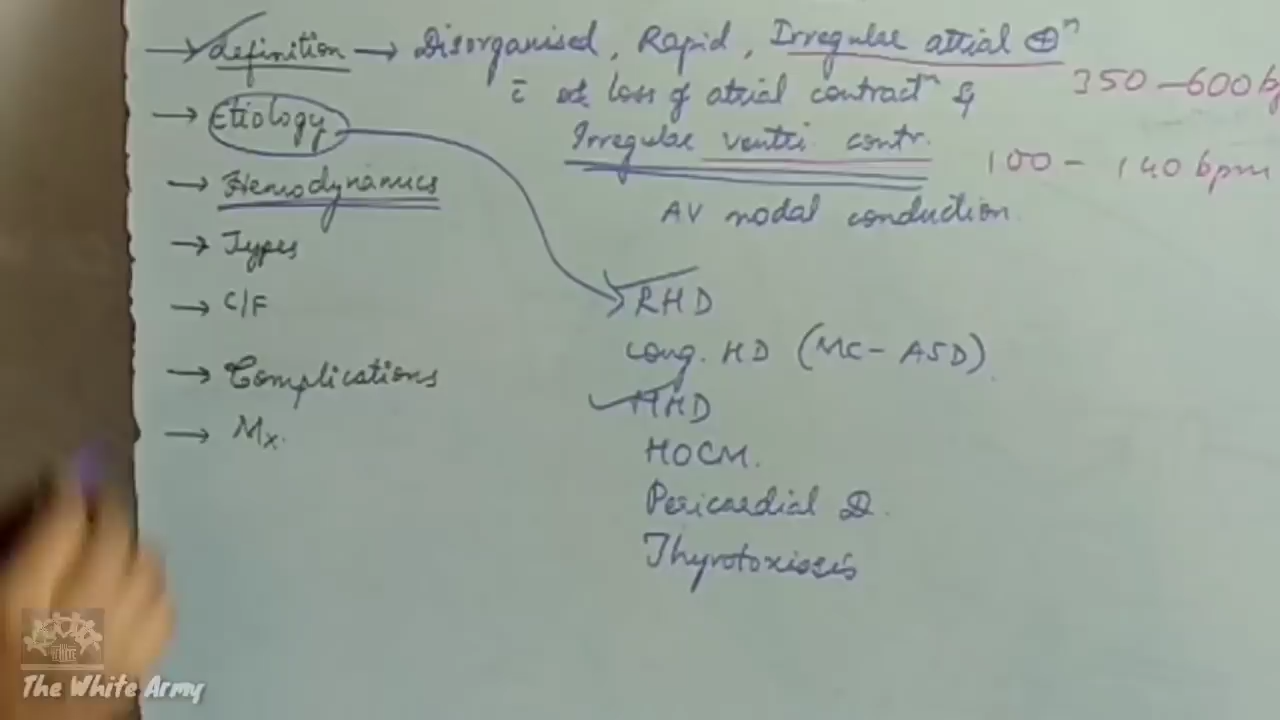 → definition → Disorganised, Rapid, Irregular atrial ⊕ⁿ
350 – 600 b
c̄ loss of atrial contractⁿ &
→ Etiology
Irregular ventri. contr.
100 – 140 bpm
→ Hemodynamics
AV nodal conduction
→ Types
→ C/F
RHD
Cong. HD (MC – ASD)
→ Complications
HHD
→ Mx.
HOCM.
Pericardial D.
Thyrotoxicosis
WHITE
The White Army